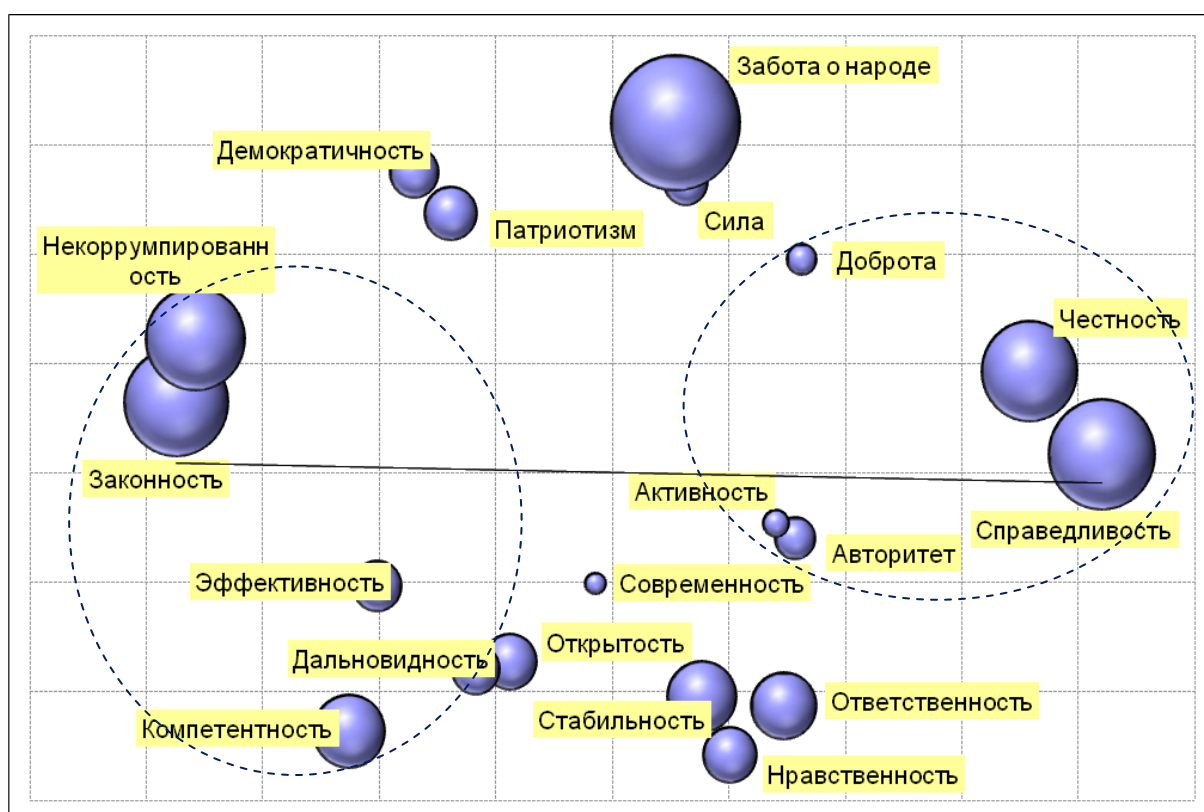 Забота о народе
Демократичность
Патриотизм
Сила
Некоррумпированн
ость
Доброта
Честность
Законность
Активность
Справедливость
Авторитет
Эффективность
Современность
Дальновидность
Открытость
Ответственность
Стабильность
Компетентность
Нравственность